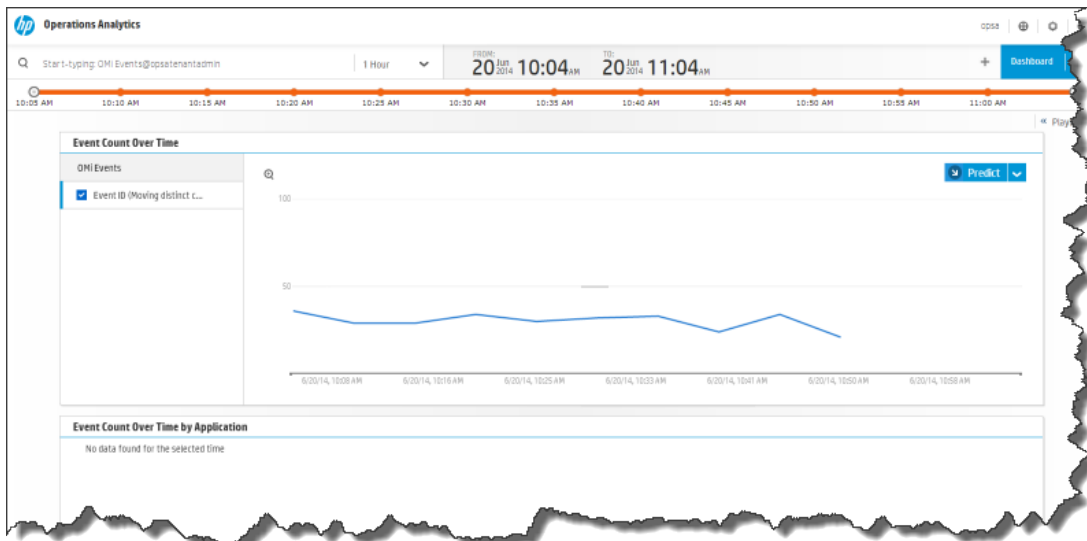 hp Operations Analytics opsa
Start-typing: OMi Events@opsatenantadmin 1 Hour FROM: 20 Jun 2014 10:04 AM TO: 20 Jun 2014 11:04 AM + Dashboard
10:05 AM 10:10 AM 10:15 AM 10:20 AM 10:25 AM 10:30 AM 10:35 AM 10:40 AM 10:45 AM 10:50 AM 10:55 AM 11:00 AM
«
Event Count Over Time
OMi Events
Event ID (Moving distinct c...
Predict
100
50
6/20/14, 10:08 AM 6/20/14, 10:16 AM 6/20/14, 10:25 AM 6/20/14, 10:33 AM 6/20/14, 10:41 AM 6/20/14, 10:50 AM 6/20/14, 10:58 AM
Event Count Over Time by Application
No data found for the selected time